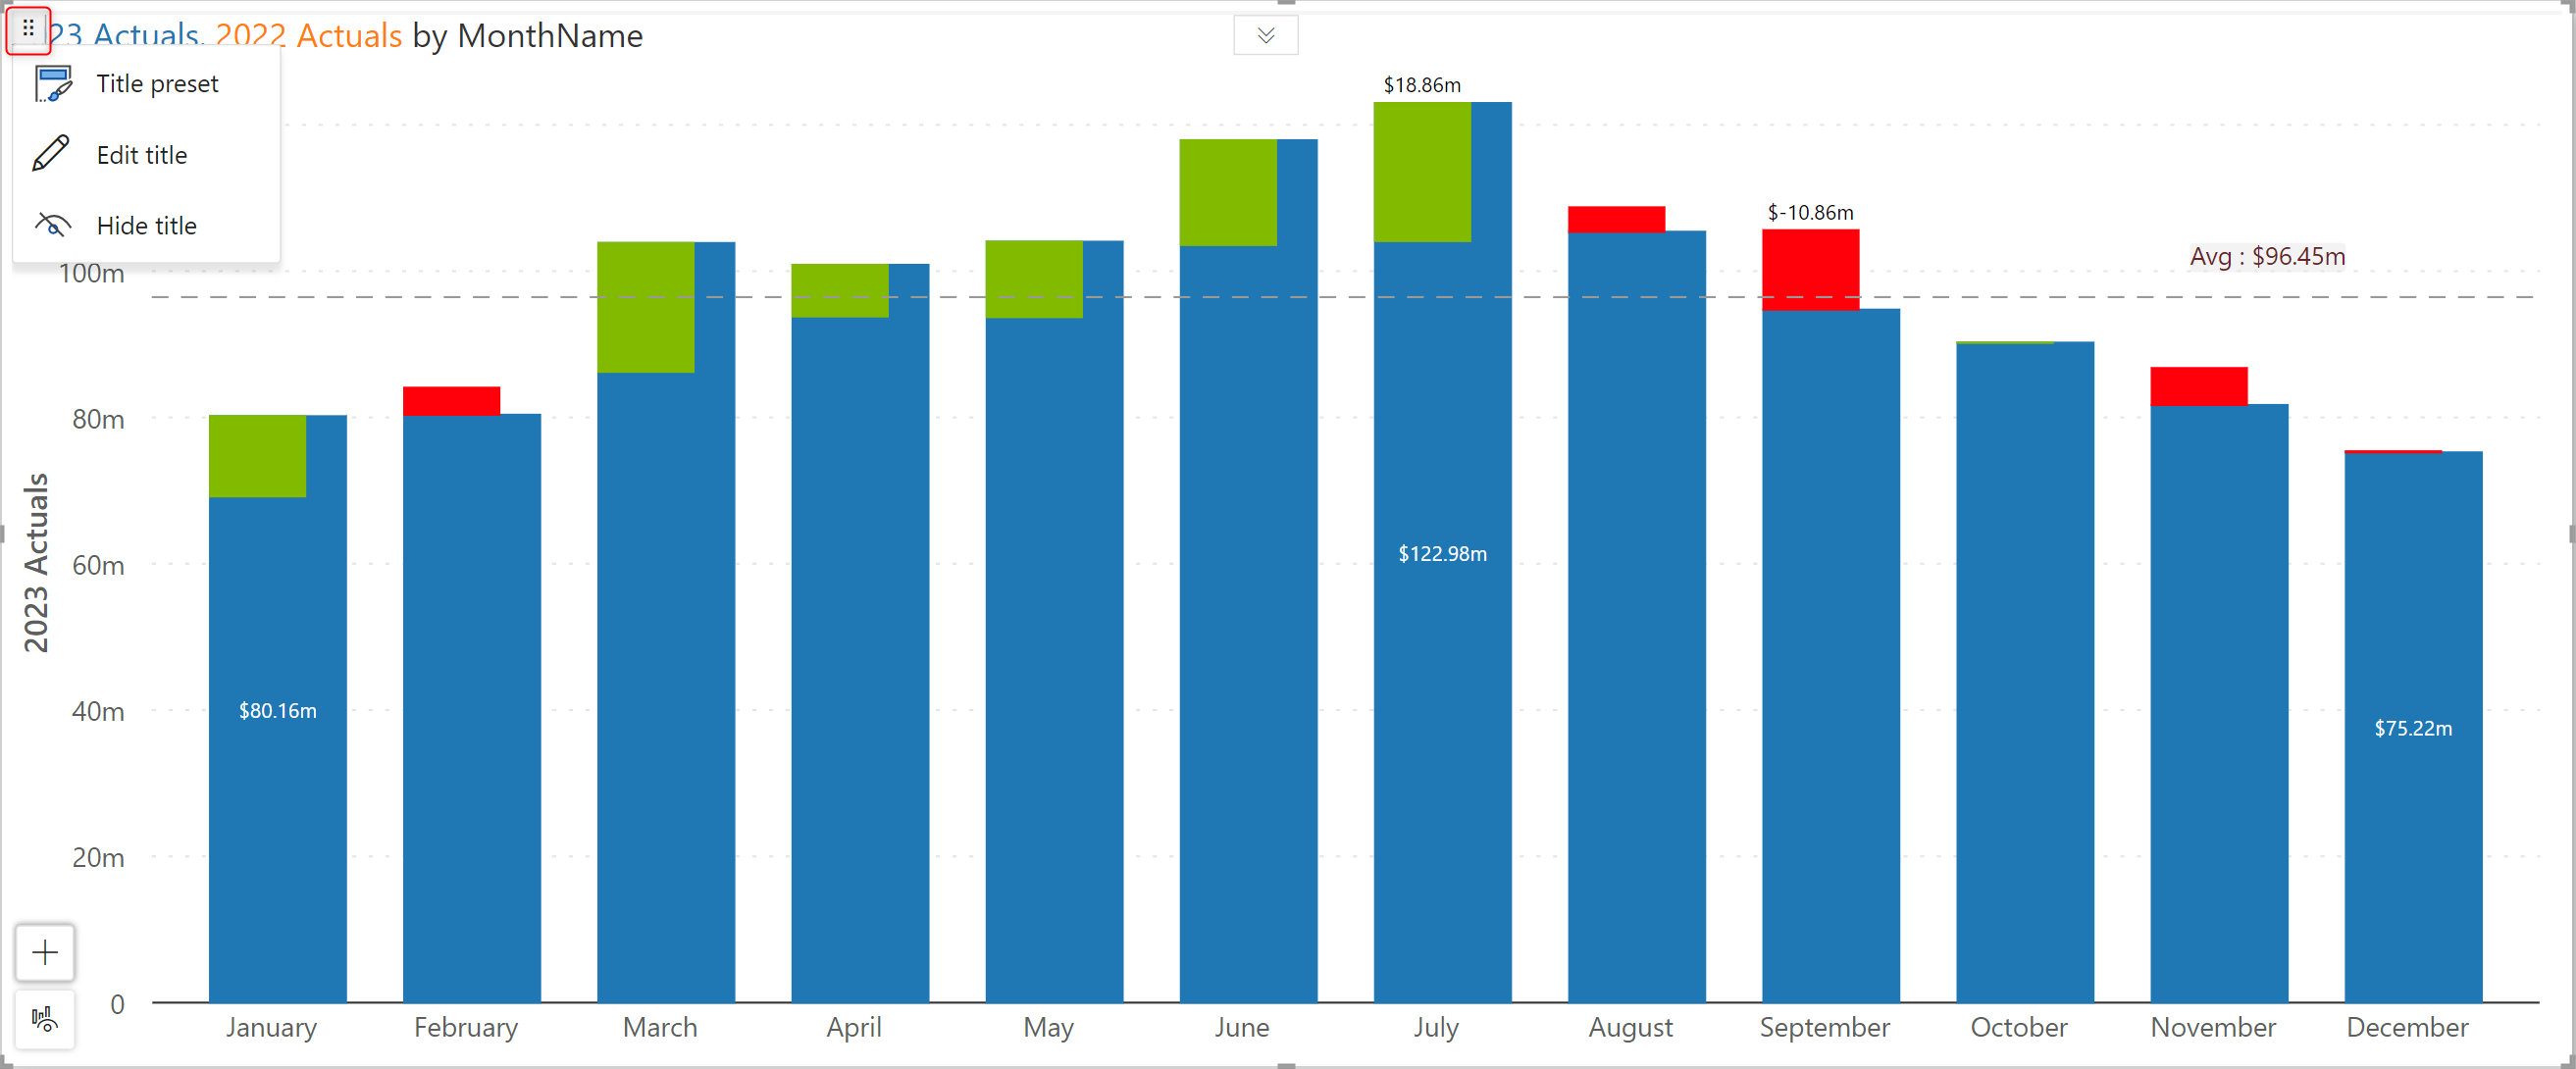 23 Actuals, 2022 Actuals by MonthName
Title preset
Edit title
Hide title
$18.86m
$-10.86m
Avg : $96.45m
100m
80m
60m
40m
20m
0
2023 Actuals
$122.98m
$80.16m
$75.22m
January February March April May June July August September October November December